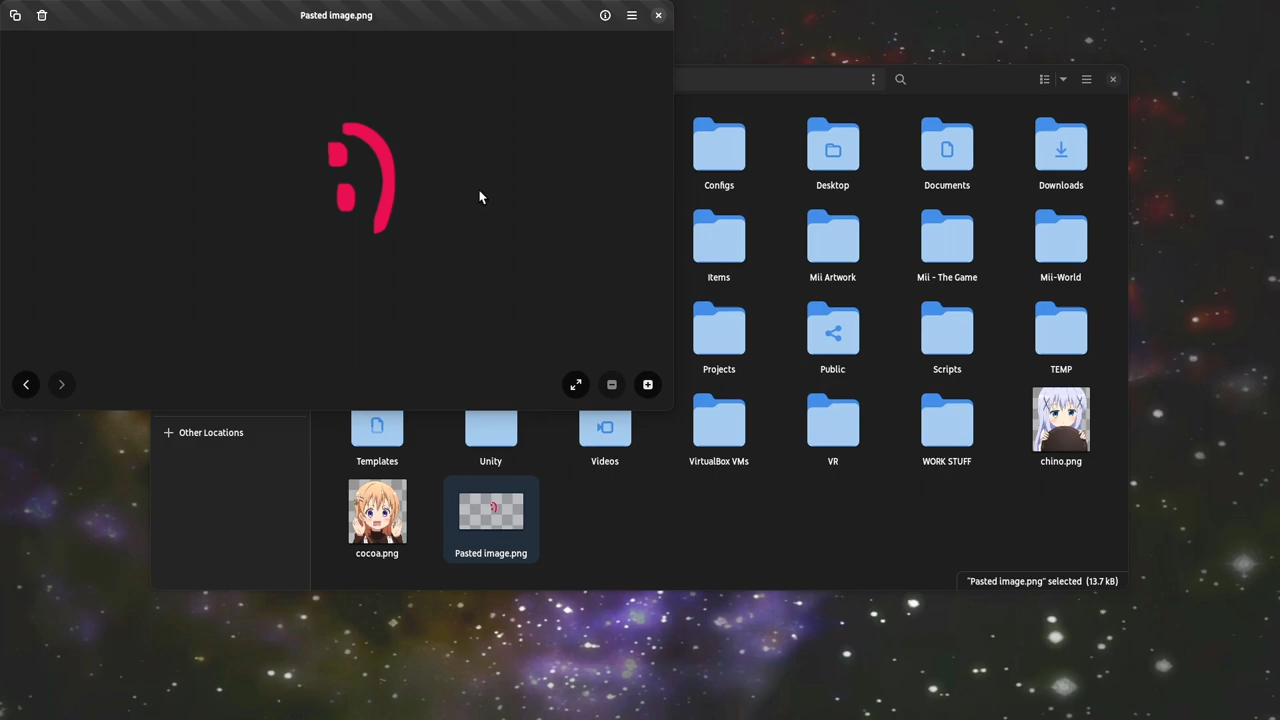 Pasted image.png
Configs
Desktop
Documents
Downloads
Items
Mii Artwork
Mii - The Game
Mii-World
Projects
Public
Scripts
TEMP
Other Locations
Templates
Unity
Videos
VirtualBox VMs
VR
WORK STUFF
chino.png
cocoa.png
Pasted image.png
"Pasted image.png" selected (13.7 kB)
:)